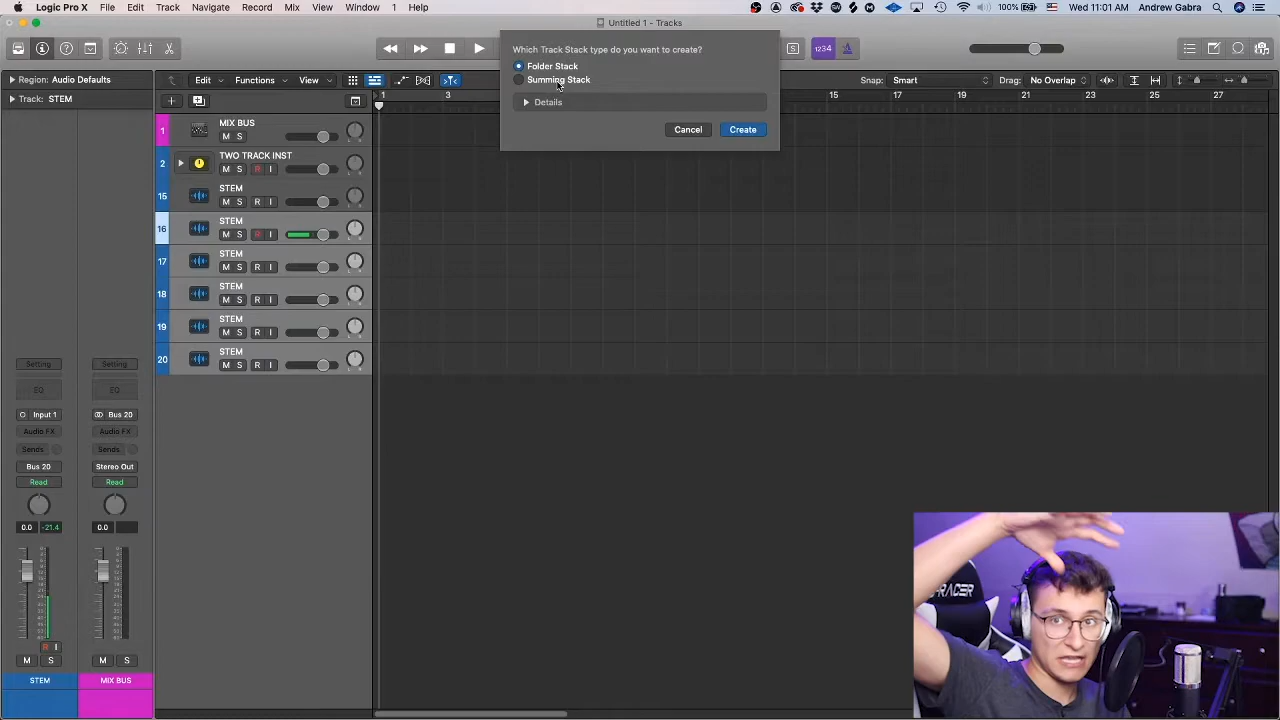 Logic Pro X File Edit Track Navigate Record Mix View Window 1 Help
100% Wed 11:01 AM Andrew Gabra
Untitled 1 - Tracks
Which Track Stack type do you want to create?
Folder Stack
Summing Stack
Details
Cancel Create
S 1234
Region: Audio Defaults
Edit Functions View
Snap: Smart Drag: No Overlap
Track: STEM
1 3 15 17 19 21 23 25 27
1 MIX BUS
M S
2 TWO TRACK INST
M S R I
15 STEM
M S R I
16 STEM
M S R I
17 STEM
M S R I
18 STEM
M S R I
19 STEM
M S R I
20 STEM
M S R I
Setting Setting
EQ EQ
Input 1 Bus 20
Audio FX Audio FX
Sends Sends
Bus 20 Stereo Out
Read Read
0.0 -21.4 0.0
R I
M S M S
STEM MIX BUS